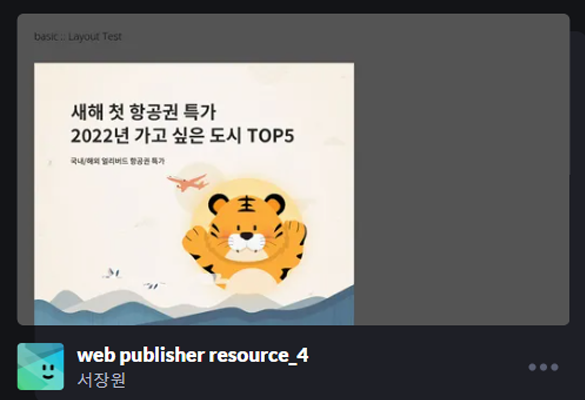 basic :: Layout Test
새해 첫 항공권 특가
2022년 가고 싶은 도시 TOP5
국내/해외 얼리버드 항공권 특가
web publisher resource_4
서장원